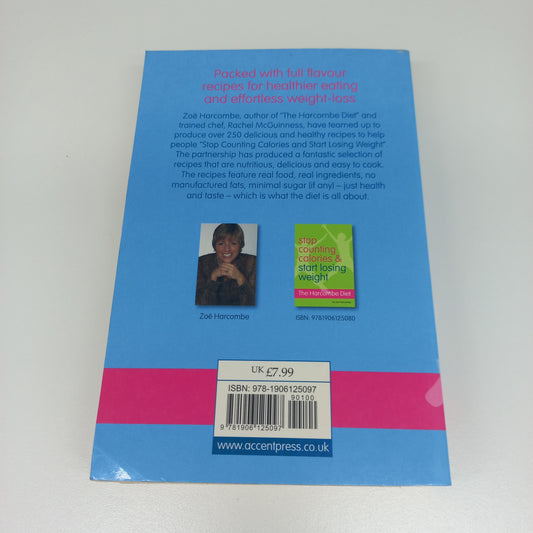 Packed with full flavour
recipes for healthier eating
and effortless weight-loss
Zoë Harcombe, author of "The Harcombe Diet" and
trained chef, Rachel McGuinness, have teamed up to
produce over 250 delicious and healthy recipes to help
people "Stop Counting Calories and Start Losing Weight".
The partnership has produced a fantastic selection of
recipes that are nutritious, delicious and easy to cook.
The recipes feature real food, real ingredients, no
manufactured fats, minimal sugar (if any) – just health
and taste – which is what the diet is all about.
stop
counting
calories &
start losing
weight
The Harcombe Diet
Zoë Harcombe
ISBN: 9781906125080
UK £7.99
ISBN: 978-1906125097
90100
9 781906 125097
www.accentpress.co.uk